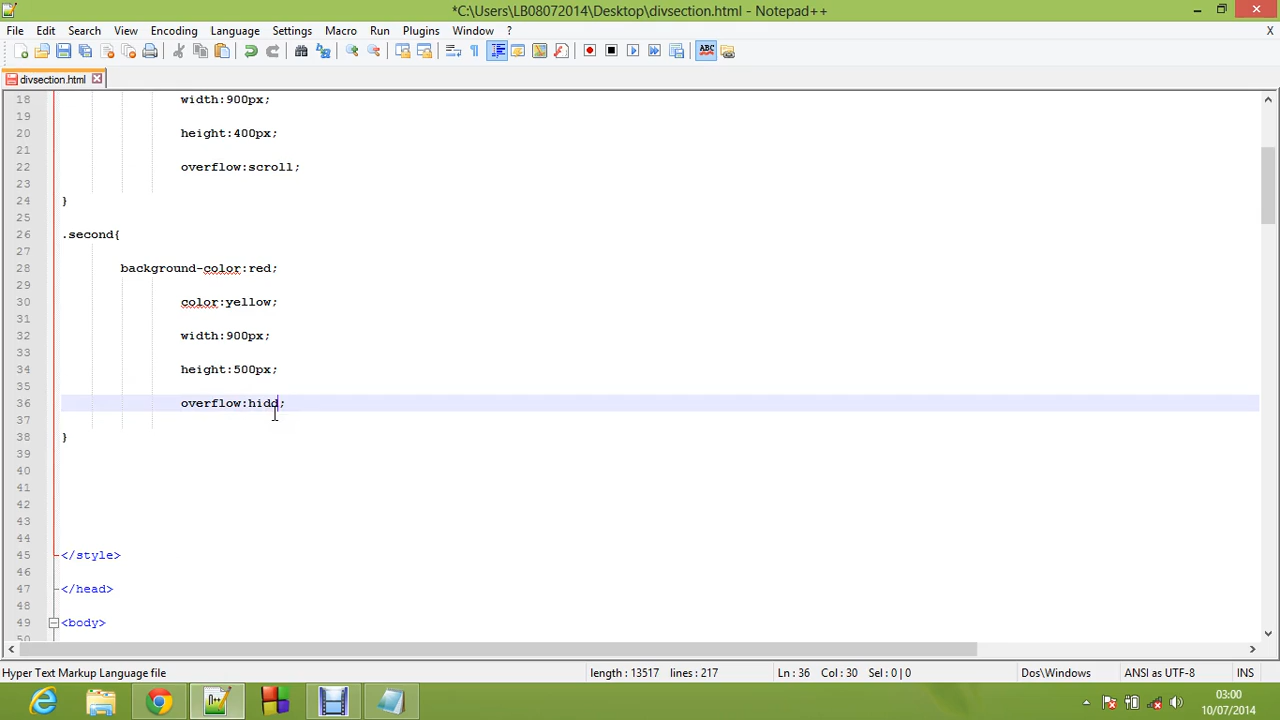 *C:\Users\LB08072014\Desktop\divsection.html - Notepad++
File Edit Search View Encoding Language Settings Macro Run Plugins Window ? X
divsection.html
18 width:900px;
19
20 height:400px;
21
22 overflow:scroll;
23
24 }
25
26 .second{
27
28 background-color:red;
29
30 color:yellow;
31
32 width:900px;
33
34 height:500px;
35
36 overflow:hidd;
37
38 }
39
40
41
42
43
44
45 </style>
46
47 </head>
48
49 <body>
50
Hyper Text Markup Language file length : 13517 lines : 217 Ln : 36 Col : 30 Sel : 0 | 0 Dos\Windows ANSI as UTF-8 INS
03:00
10/07/2014